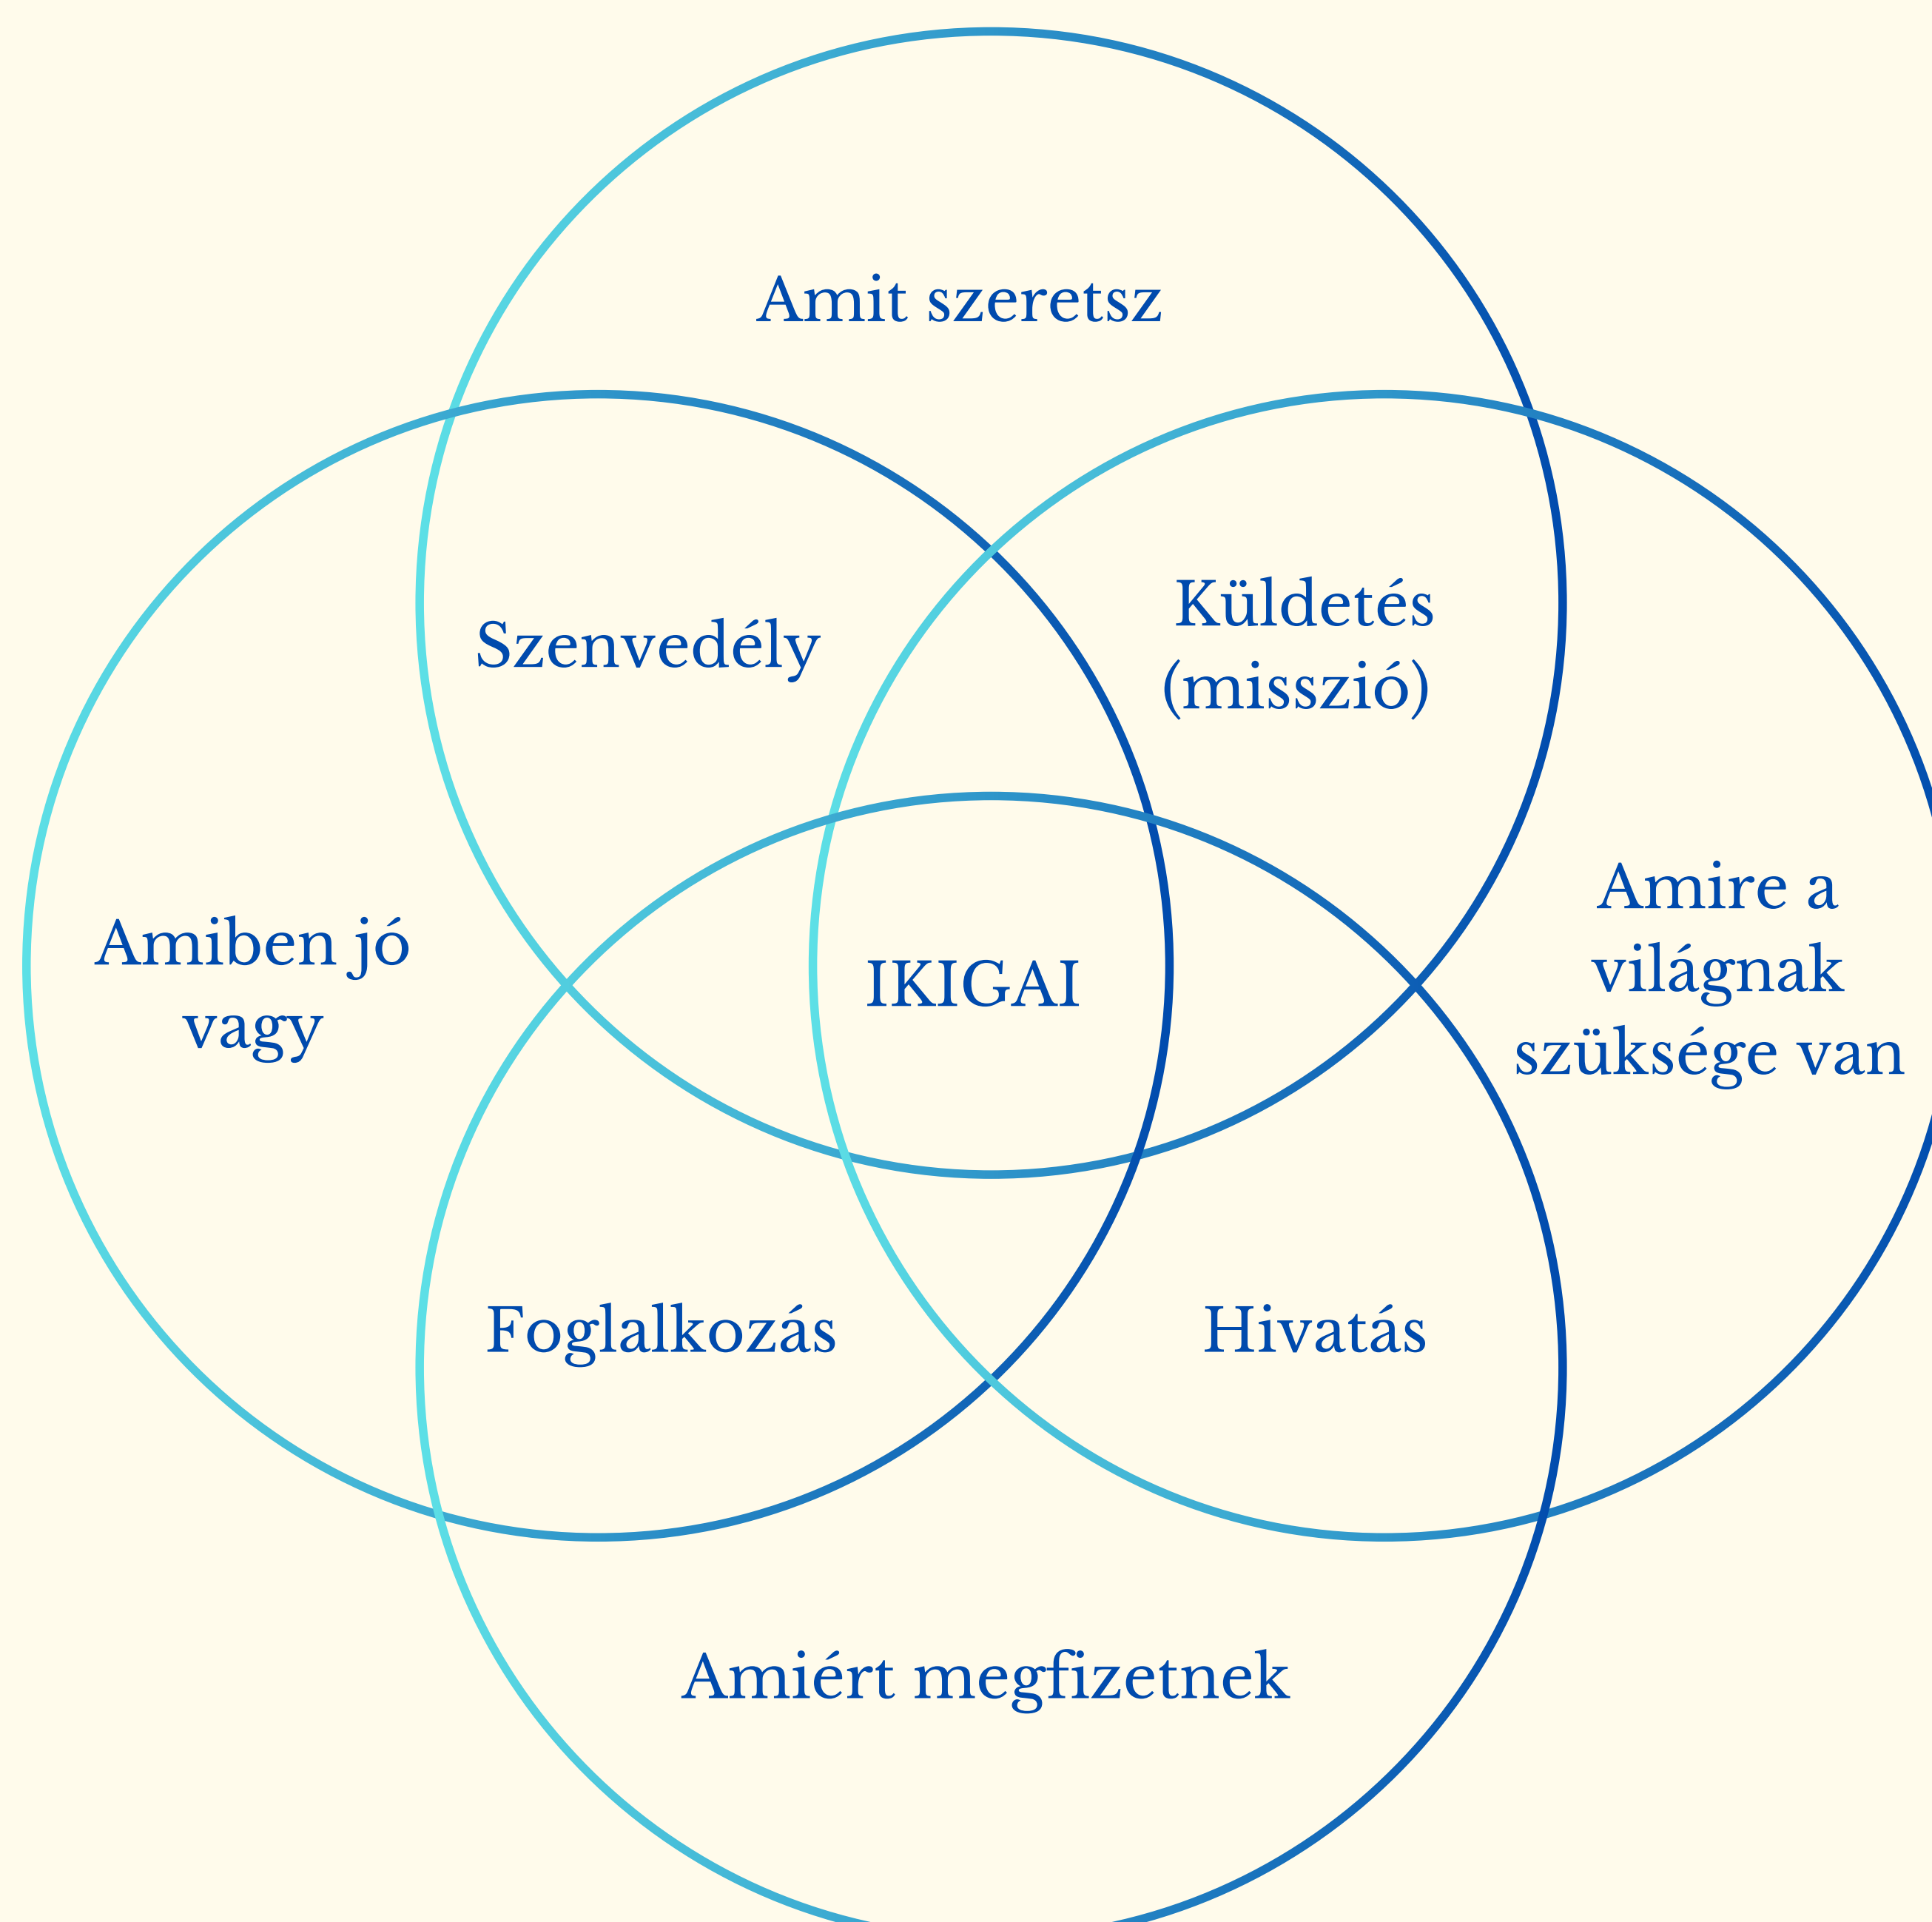 Amit szeretsz
Szenvedély
Küldetés
(misszió)
Amiben jó
vagy
IKIGAI
Amire a
világnak
szüksége van
Foglalkozás
Hivatás
Amiért megfizetnek